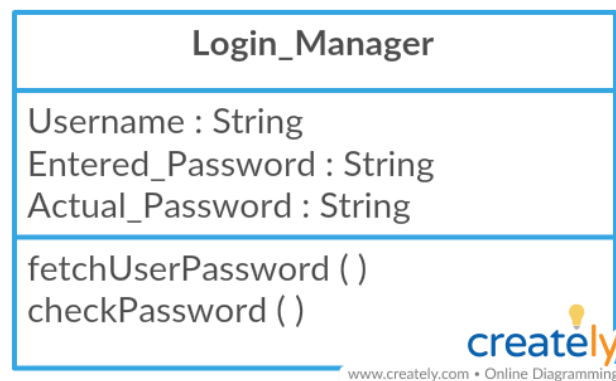 Login_Manager
Username : String
Entered_Password : String
Actual_Password : String
fetchUserPassword ( )
checkPassword ( )
creately
www.creately.com • Online Diagramming